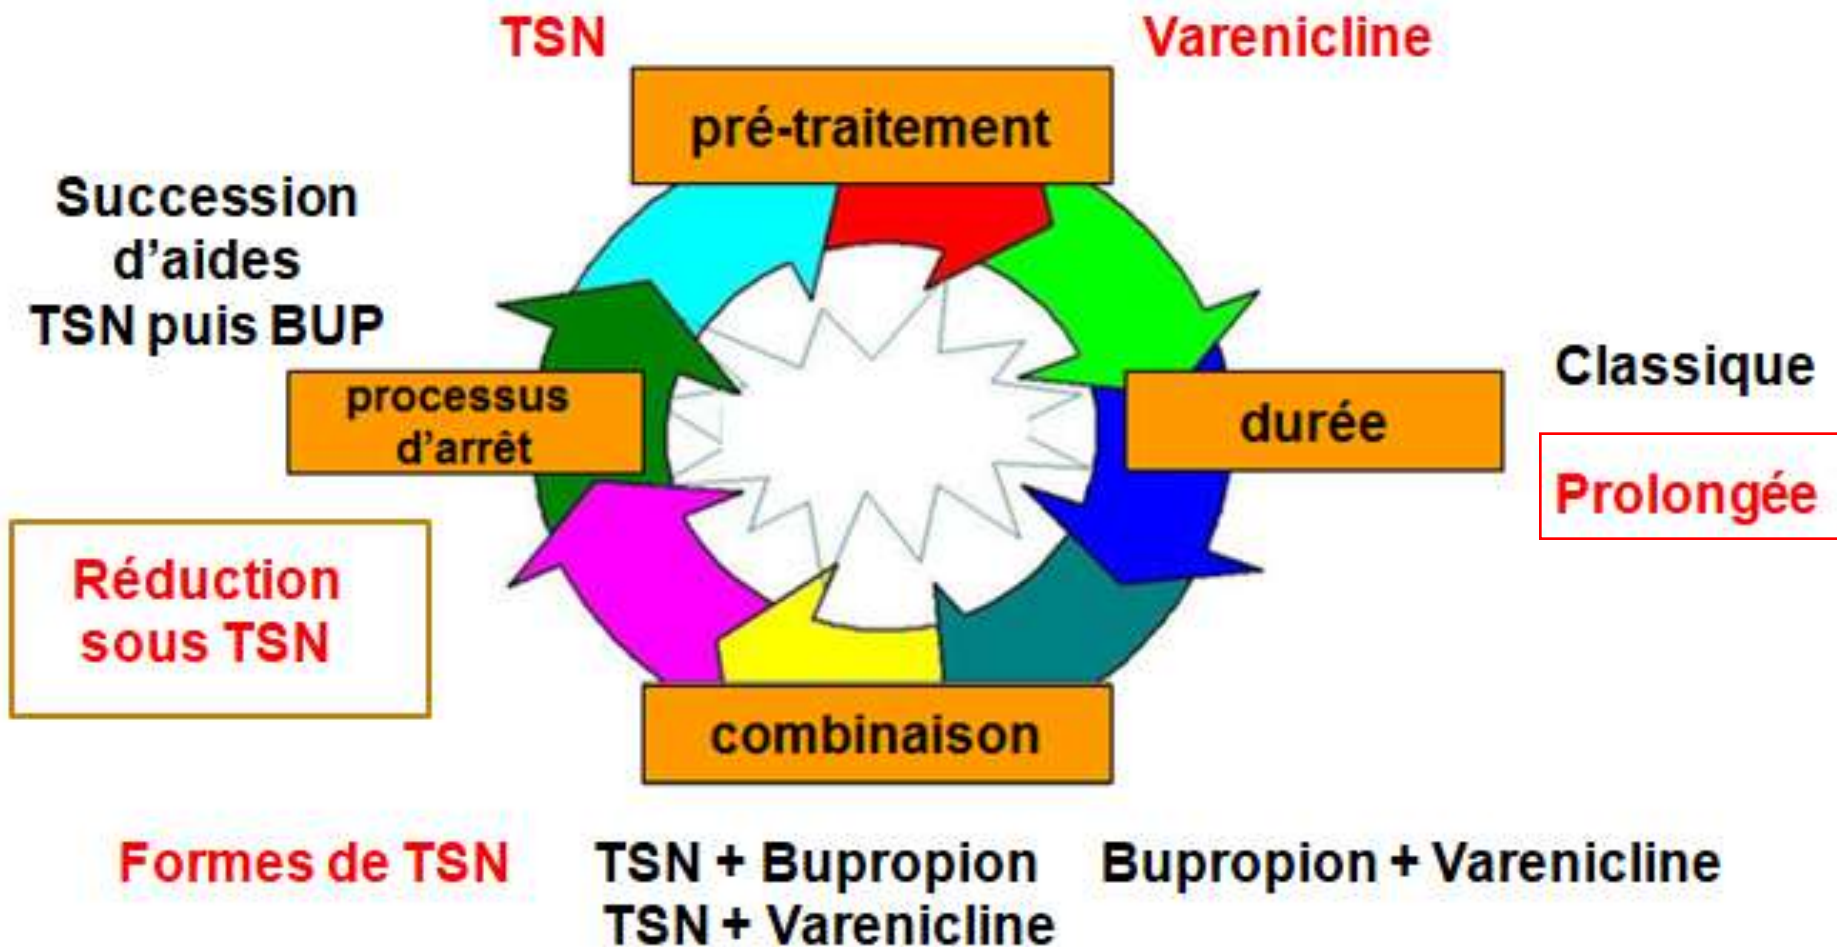 TSN
Varenicline
pré-traitement
Succession
d’aides
TSN puis BUP
processus
d’arrêt
durée
Classique
Prolongée
Réduction
sous TSN
combinaison
Formes de TSN
TSN + Bupropion
TSN + Varenicline
Bupropion + Varenicline